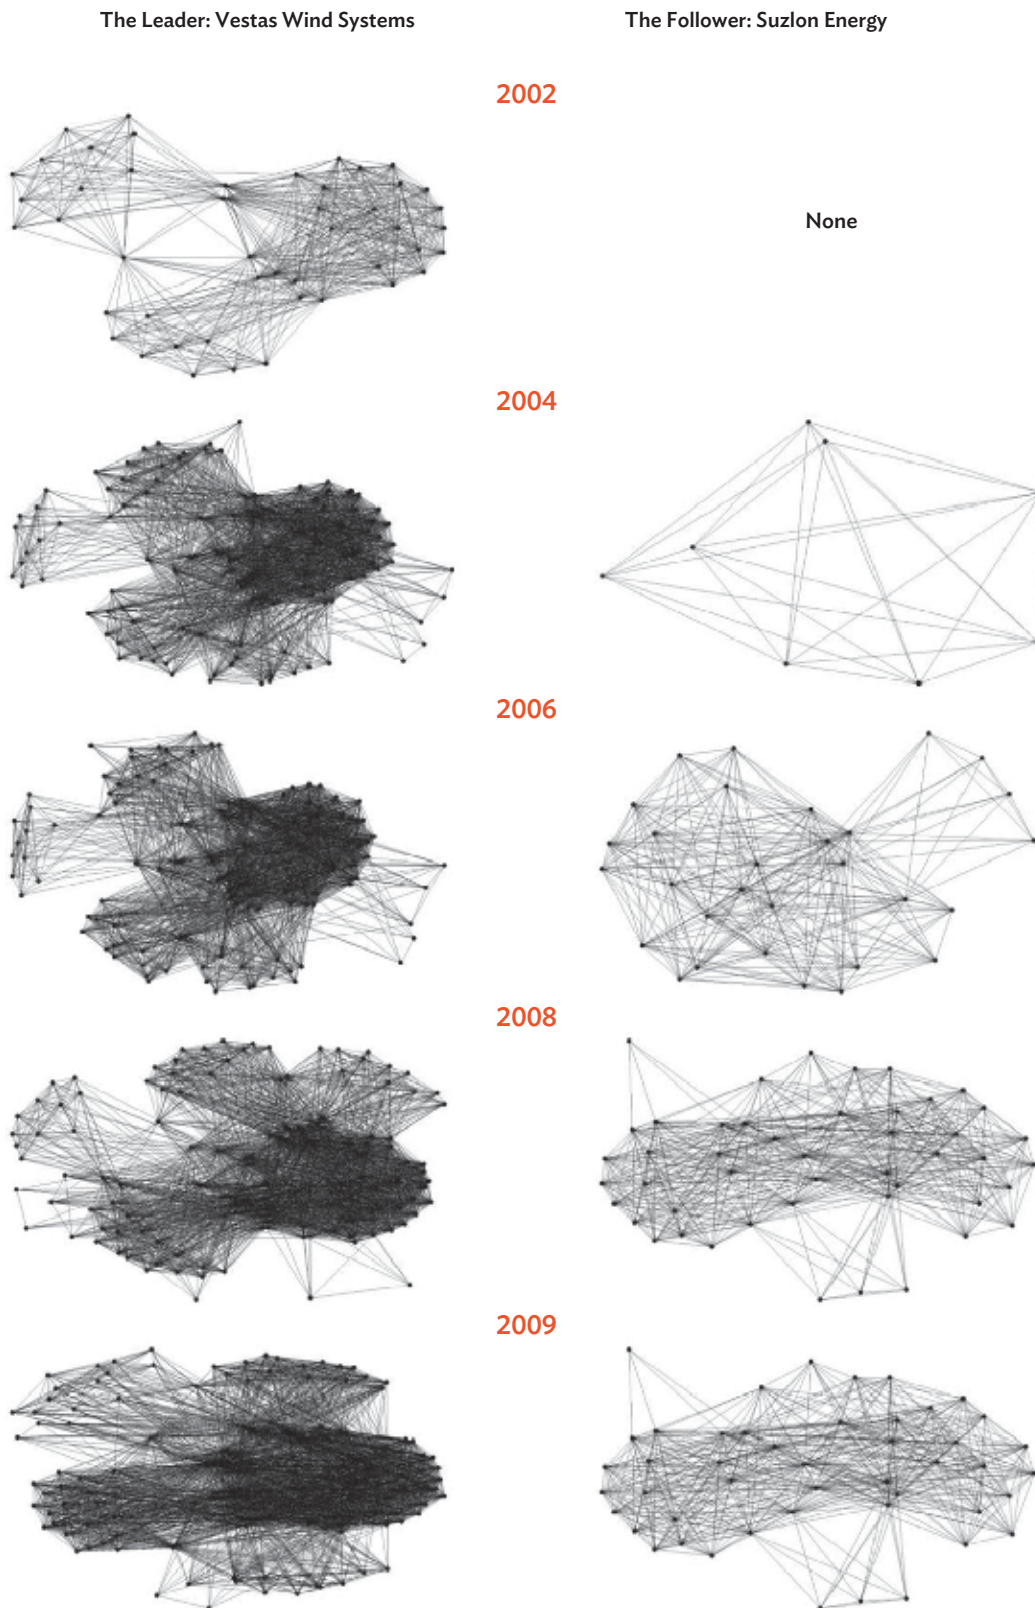 The Leader: Vestas Wind Systems
The Follower: Suzlon Energy
2002
None
2004
2006
2008
2009